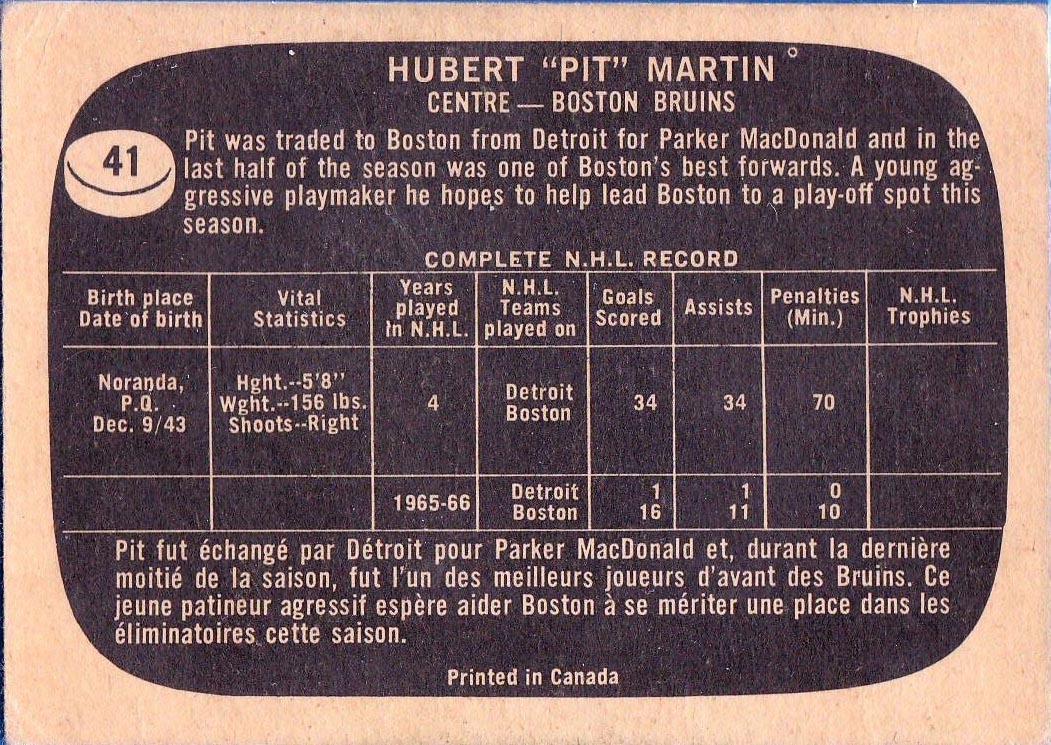 HUBERT “PIT” MARTIN
CENTRE — BOSTON BRUINS
41
Pit was traded to Boston from Detroit for Parker MacDonald and in the
last half of the season was one of Boston's best forwards. A young ag-
gressive playmaker he hopes to help lead Boston to a play-off spot this
season.
COMPLETE N.H.L. RECORD
Birth place
Date of birth
Vital
Statistics
Years
played
In N.H.L.
N.H.L.
Teams
played on
Goals
Scored
Assists
Penalties
(Min.)
N.H.L.
Trophies
Noranda,
P.Q.
Dec. 9/43
Hght.--5'8''
Wght.--156 lbs.
Shoots--Right
4
Detroit
Boston
34
34
70
1965-66
Detroit 1 1 0
Boston 16 11 10
Pit fut échangé par Détroit pour Parker MacDonald et, durant la dernière
moitié de la saison, fut l'un des meilleurs joueurs d'avant des Bruins. Ce
jeune patineur agressif espère aider Boston à se mériter une place dans les
éliminatoires cette saison.
Printed in Canada